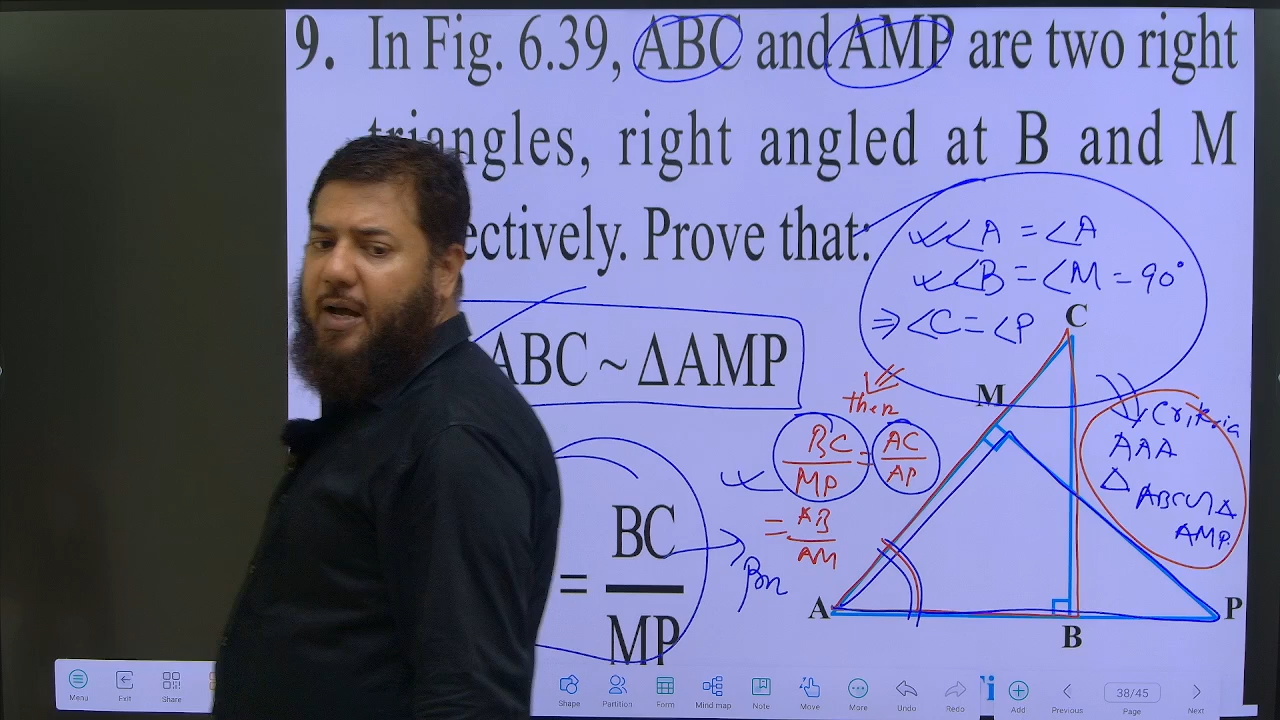 9. In Fig. 6.39, ABC and AMP are two right
triangles, right angled at B and M
ectively. Prove that:
∠A = ∠A
∠B = ∠M = 90°
⇒ ∠C = ∠P
ABC ~ ΔAMP
then
BC/MP = AC/AP
= AB/AM
= BC/MP
Criteria
AAA
Δ ABC ~ Δ
AMP.
C
M
A
B
P
Menu
Exit
Share
Shape
Partition
Form
Mind map
Note
Move
More
Undo
Redo
Add
Previous
38/45
Page
Next